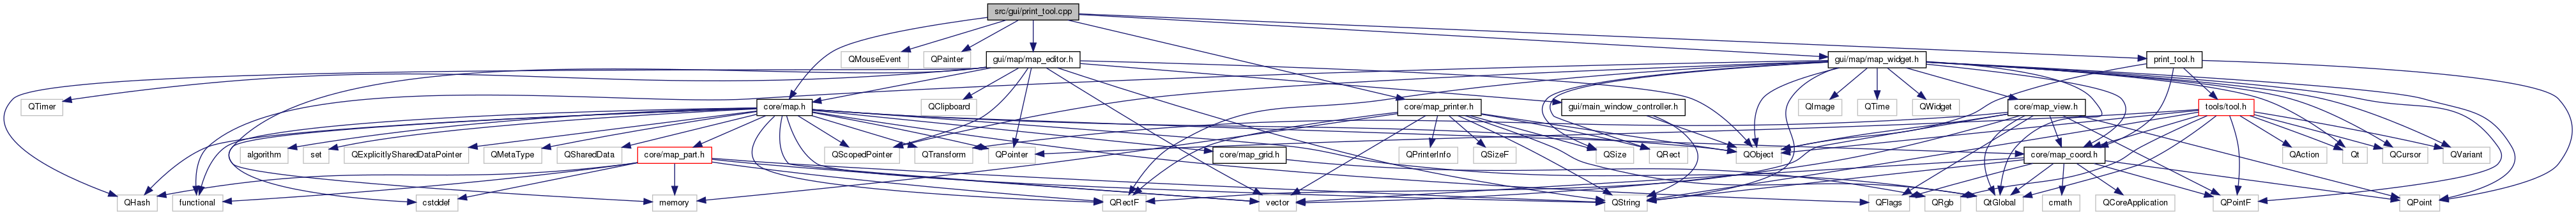 src/gui/print_tool.cpp
QMouseEvent
QPainter
gui/map/map_editor.h
gui/map/map_widget.h
print_tool.h
QTimer
core/map.h
QClipboard
core/map_printer.h
gui/main_window_controller.h
QImage
QTime
QWidget
core/map_view.h
tools/tool.h
algorithm
set
QExplicitlySharedDataPointer
QMetaType
QSharedData
core/map_part.h
QScopedPointer
QTransform
QPointer
core/map_grid.h
QPrinterInfo
QSizeF
QSize
QRect
QObject
core/map_coord.h
QAction
Qt
QCursor
QVariant
QHash
functional
cstddef
memory
QRectF
vector
QString
QFlags
QRgb
QtGlobal
cmath
QCoreApplication
QPointF
QPoint